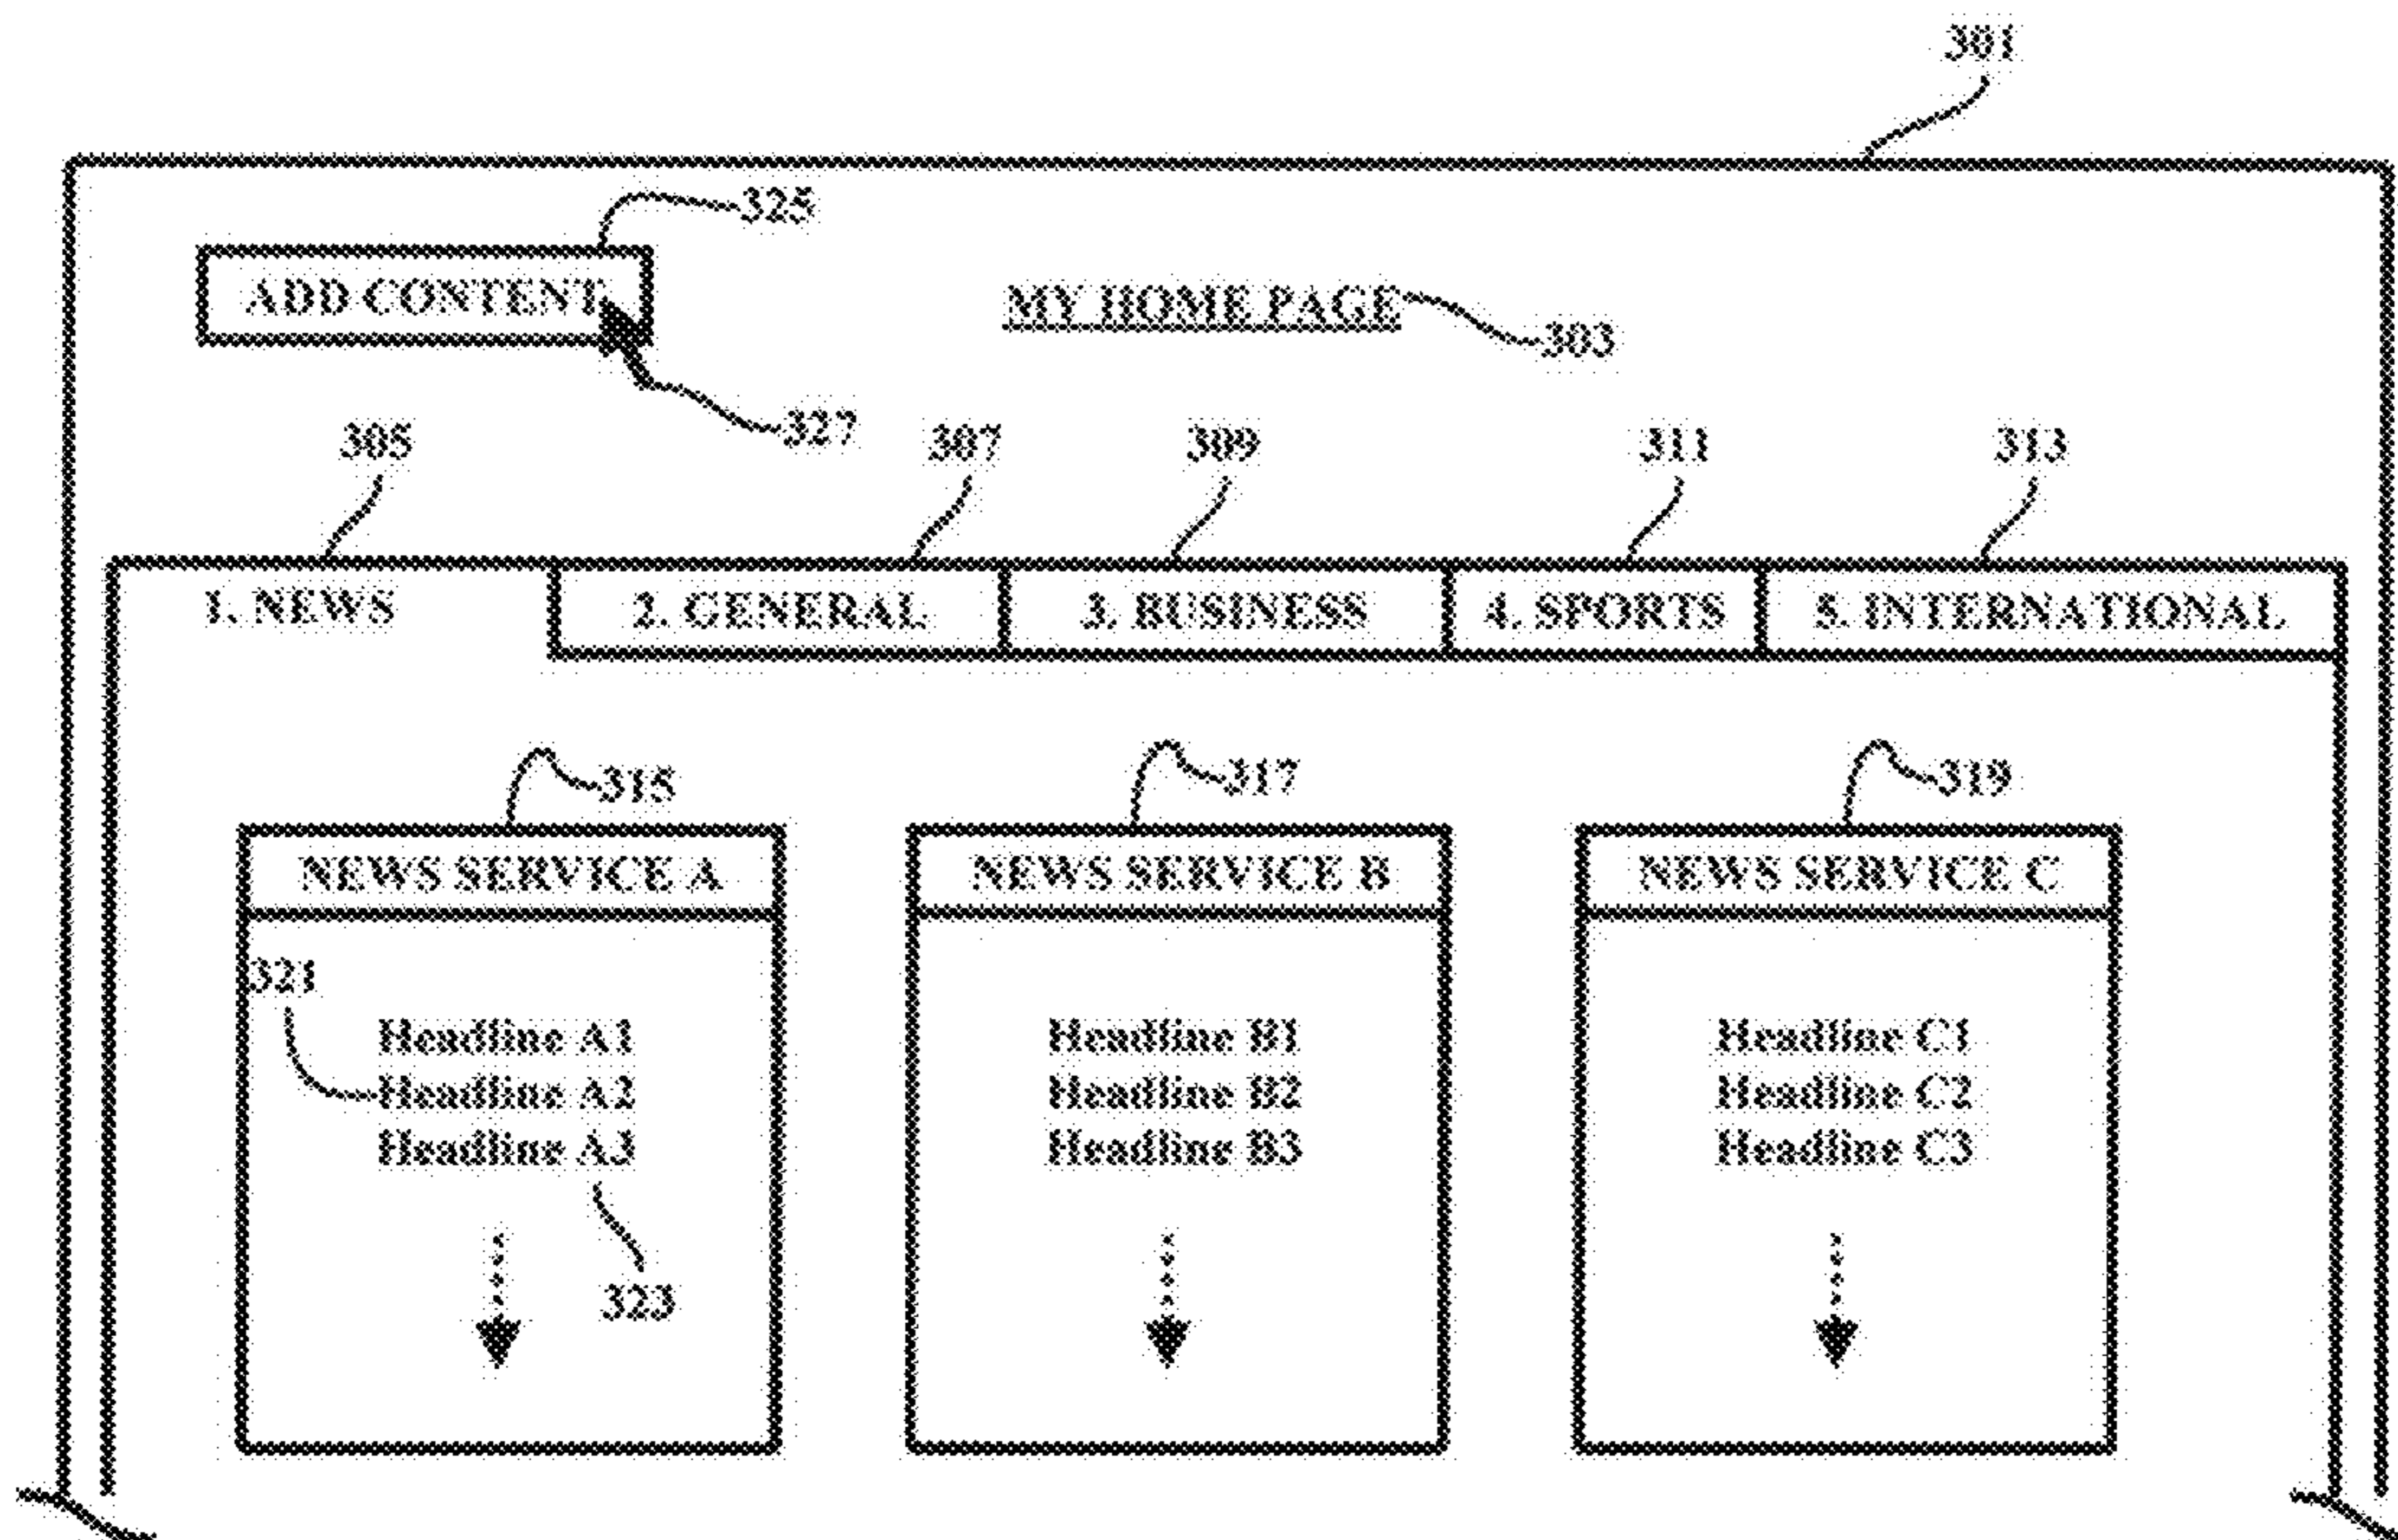 301
325
ADD CONTENT
MY HOME PAGE
303
327
305 307 309 311 313
1. NEWS 2. GENERAL 3. BUSINESS 4. SPORTS 5. INTERNATIONAL
315 317 319
NEWS SERVICE A NEWS SERVICE B NEWS SERVICE C
321
Headline A1 Headline B1 Headline C1
Headline A2 Headline B2 Headline C2
Headline A3 Headline B3 Headline C3
323